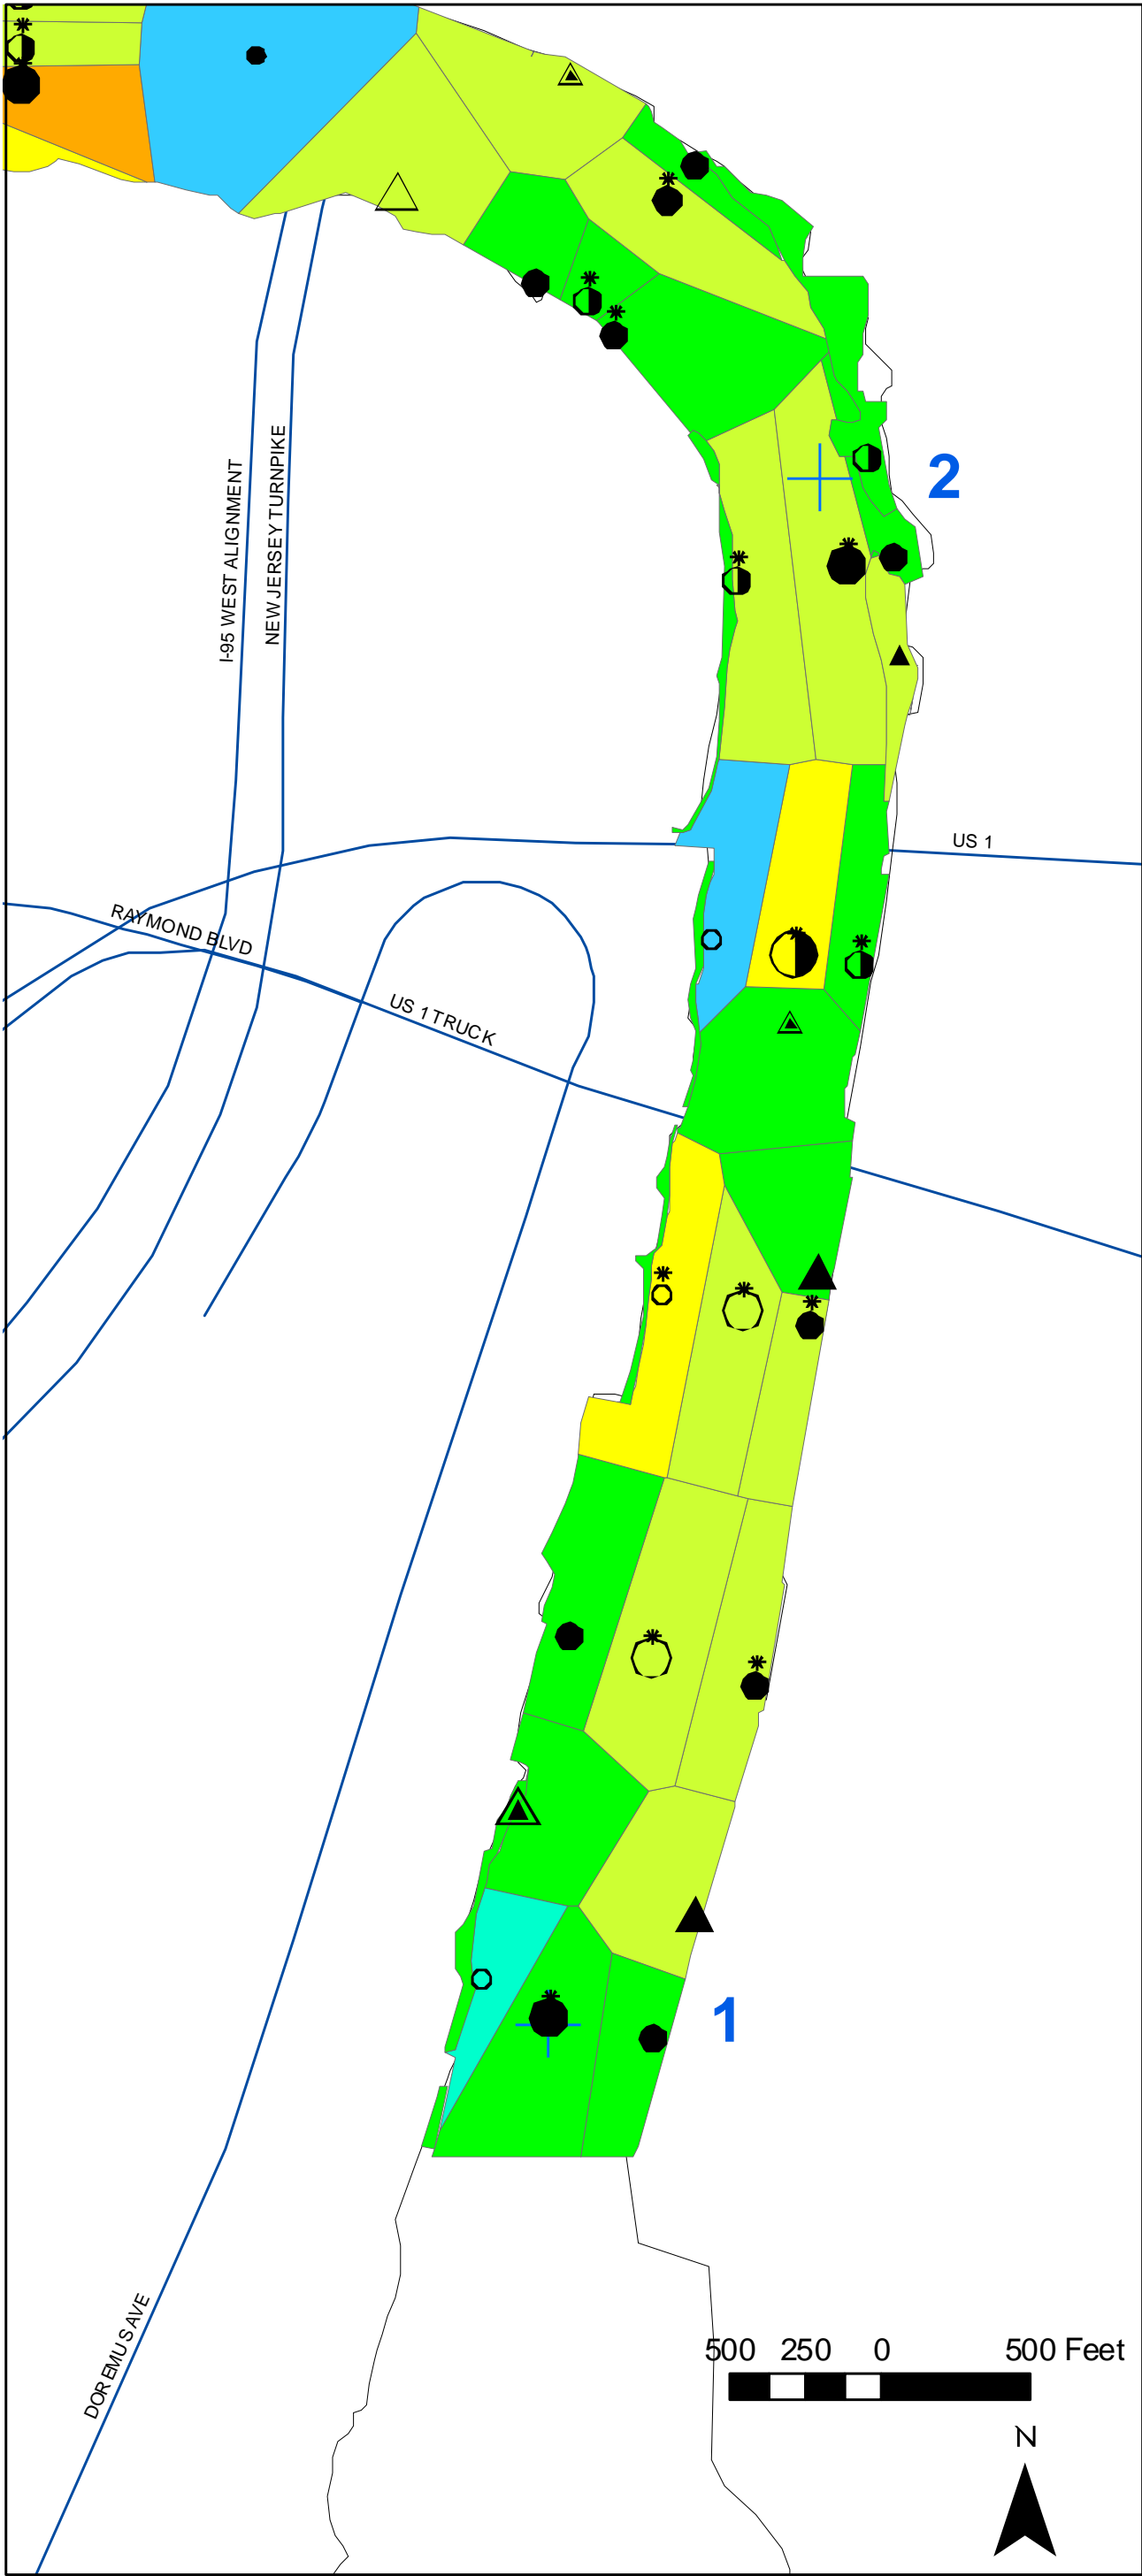 I-95 WEST ALIGNMENT
NEW JERSEY TURNPIKE
2
US 1
RAYMOND BLVD
US 1 TRUCK
1
DOREMUS AVE
500 250 0 500 Feet
N